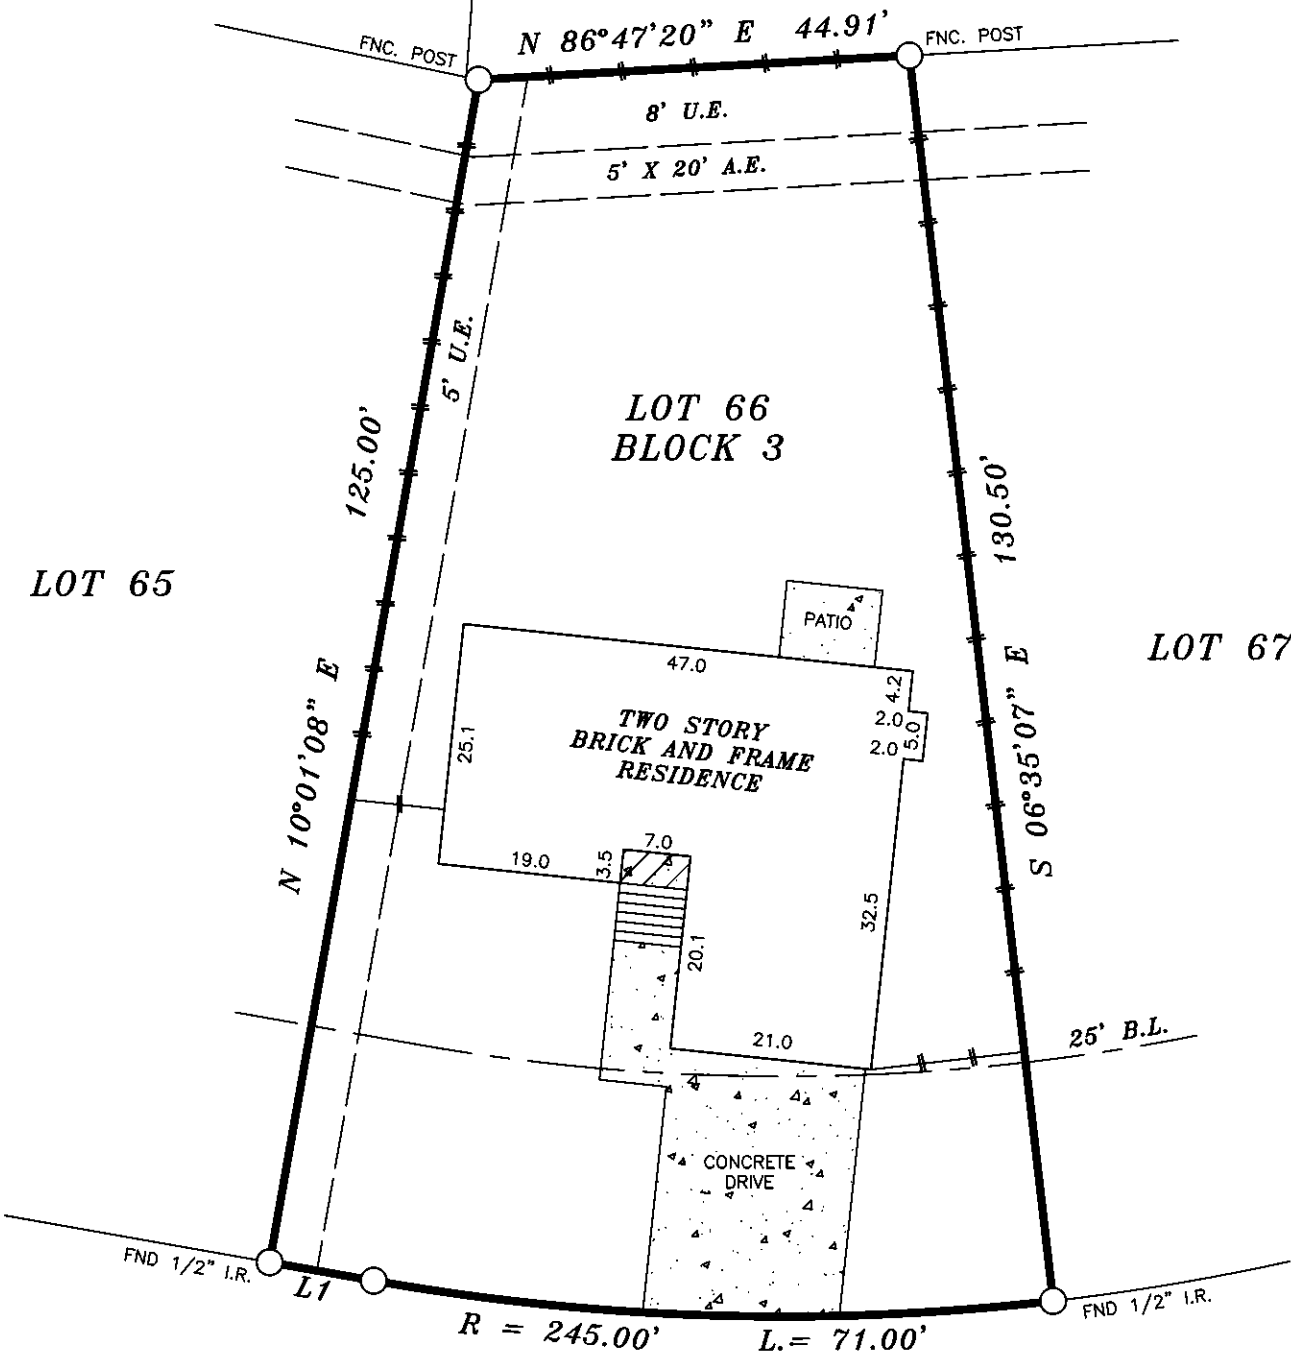 N 86°47'20" E 44.91'
FNC. POST
FNC. POST
8' U.E.
5' X 20' A.E.
5' U.E.
LOT 66
BLOCK 3
125.00'
N 10°01'08" E
130.50'
S 06°35'07" E
LOT 65
LOT 67
PATIO
47.0
4.2
2.0
5.0
2.0
TWO STORY
BRICK AND FRAME
RESIDENCE
25.1
7.0
3.5
19.0
32.5
20.1
21.0
25' B.L.
CONCRETE
DRIVE
FND 1/2" I.R.
L1
R = 245.00' L.= 71.00'
FND 1/2" I.R.